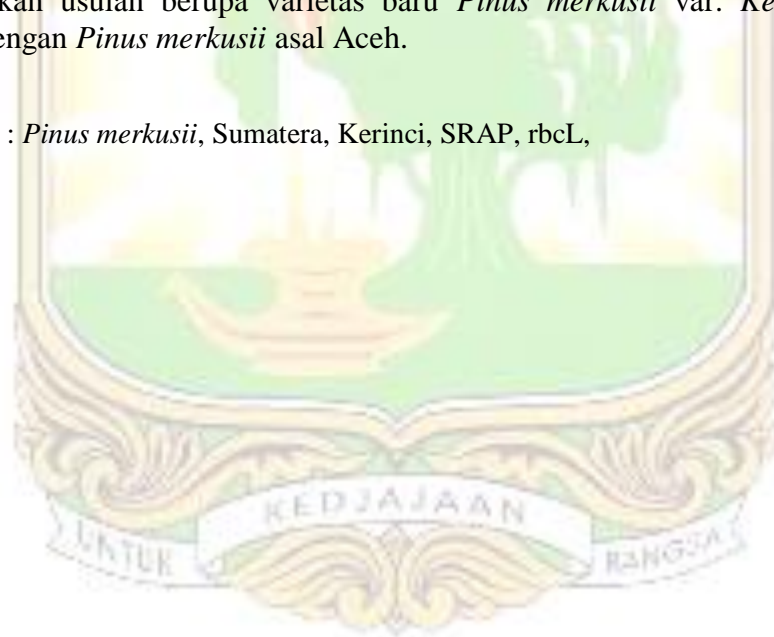 kan usulan berupa varietas baru Pinus merkusii var. Ke
engan Pinus merkusii asal Aceh.
: Pinus merkusii, Sumatera, Kerinci, SRAP, rbcL,
UNTUK KEDJAJAAN BANGSA